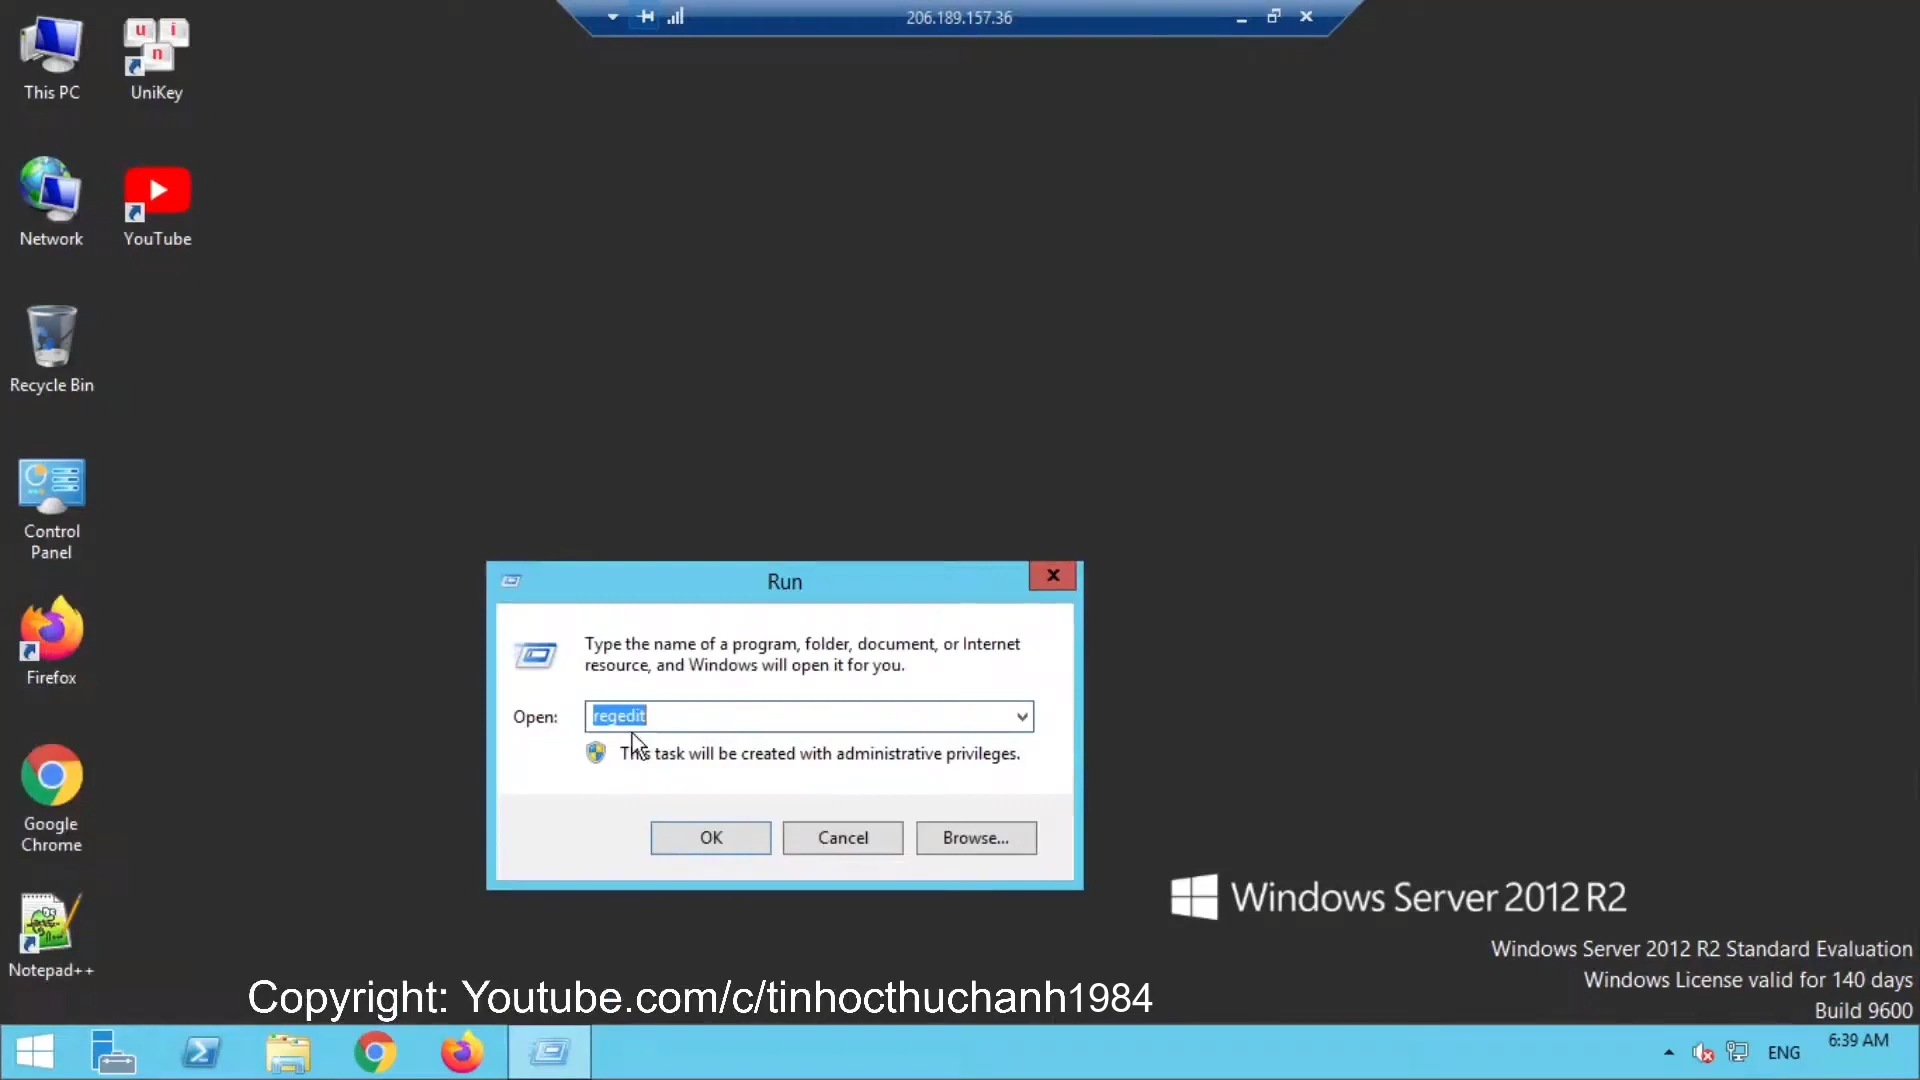 206.189.157.36
This PC
u i n
UniKey
Network
YouTube
Recycle Bin
Control
Panel
Firefox
Google
Chrome
Notepad++
Run
Type the name of a program, folder, document, or Internet
resource, and Windows will open it for you.
Open:
regedit
This task will be created with administrative privileges.
OK
Cancel
Browse...
Windows Server 2012 R2
Windows Server 2012 R2 Standard Evaluation
Windows License valid for 140 days
Build 9600
Copyright: Youtube.com/c/tinhocthuchanh1984
ENG
6:39 AM